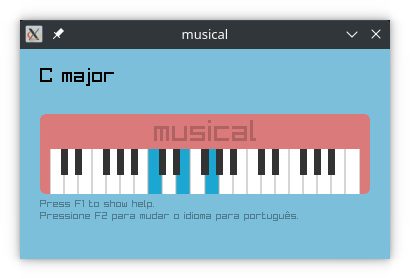 musical
C major
musical
Press F1 to show help.
Pressione F2 para mudar o idioma para português.